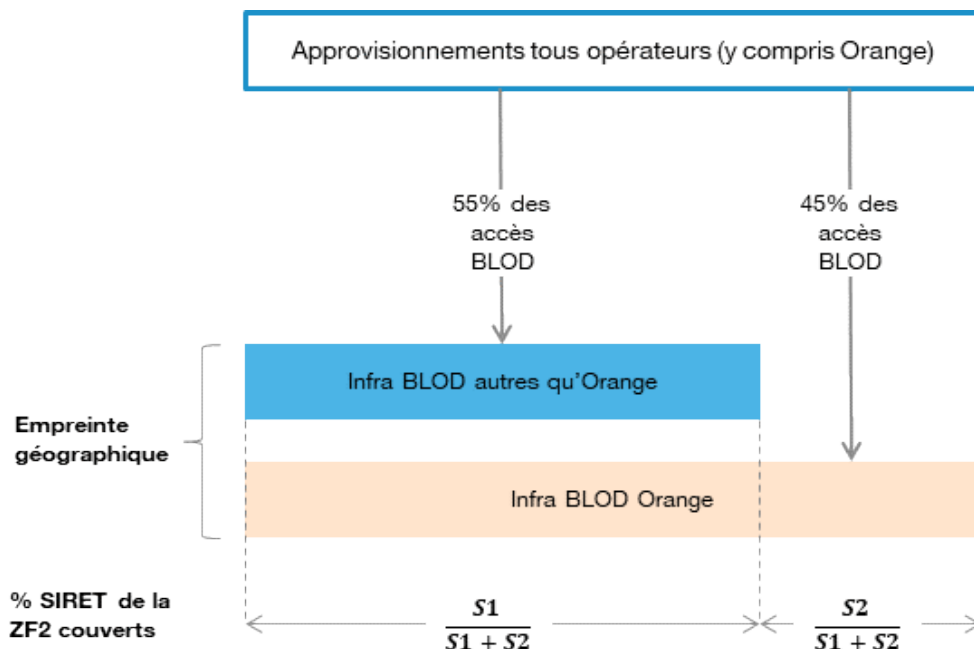 Approvisionnements tous opérateurs (y compris Orange)
55% des
accès
BLOD
45% des
accès
BLOD
Infra BLOD autres qu'Orange
Empreinte
géographique
Infra BLOD Orange
% SIRET de la
ZF2 couverts
S1
S1 + S2
S2
S1 + S2